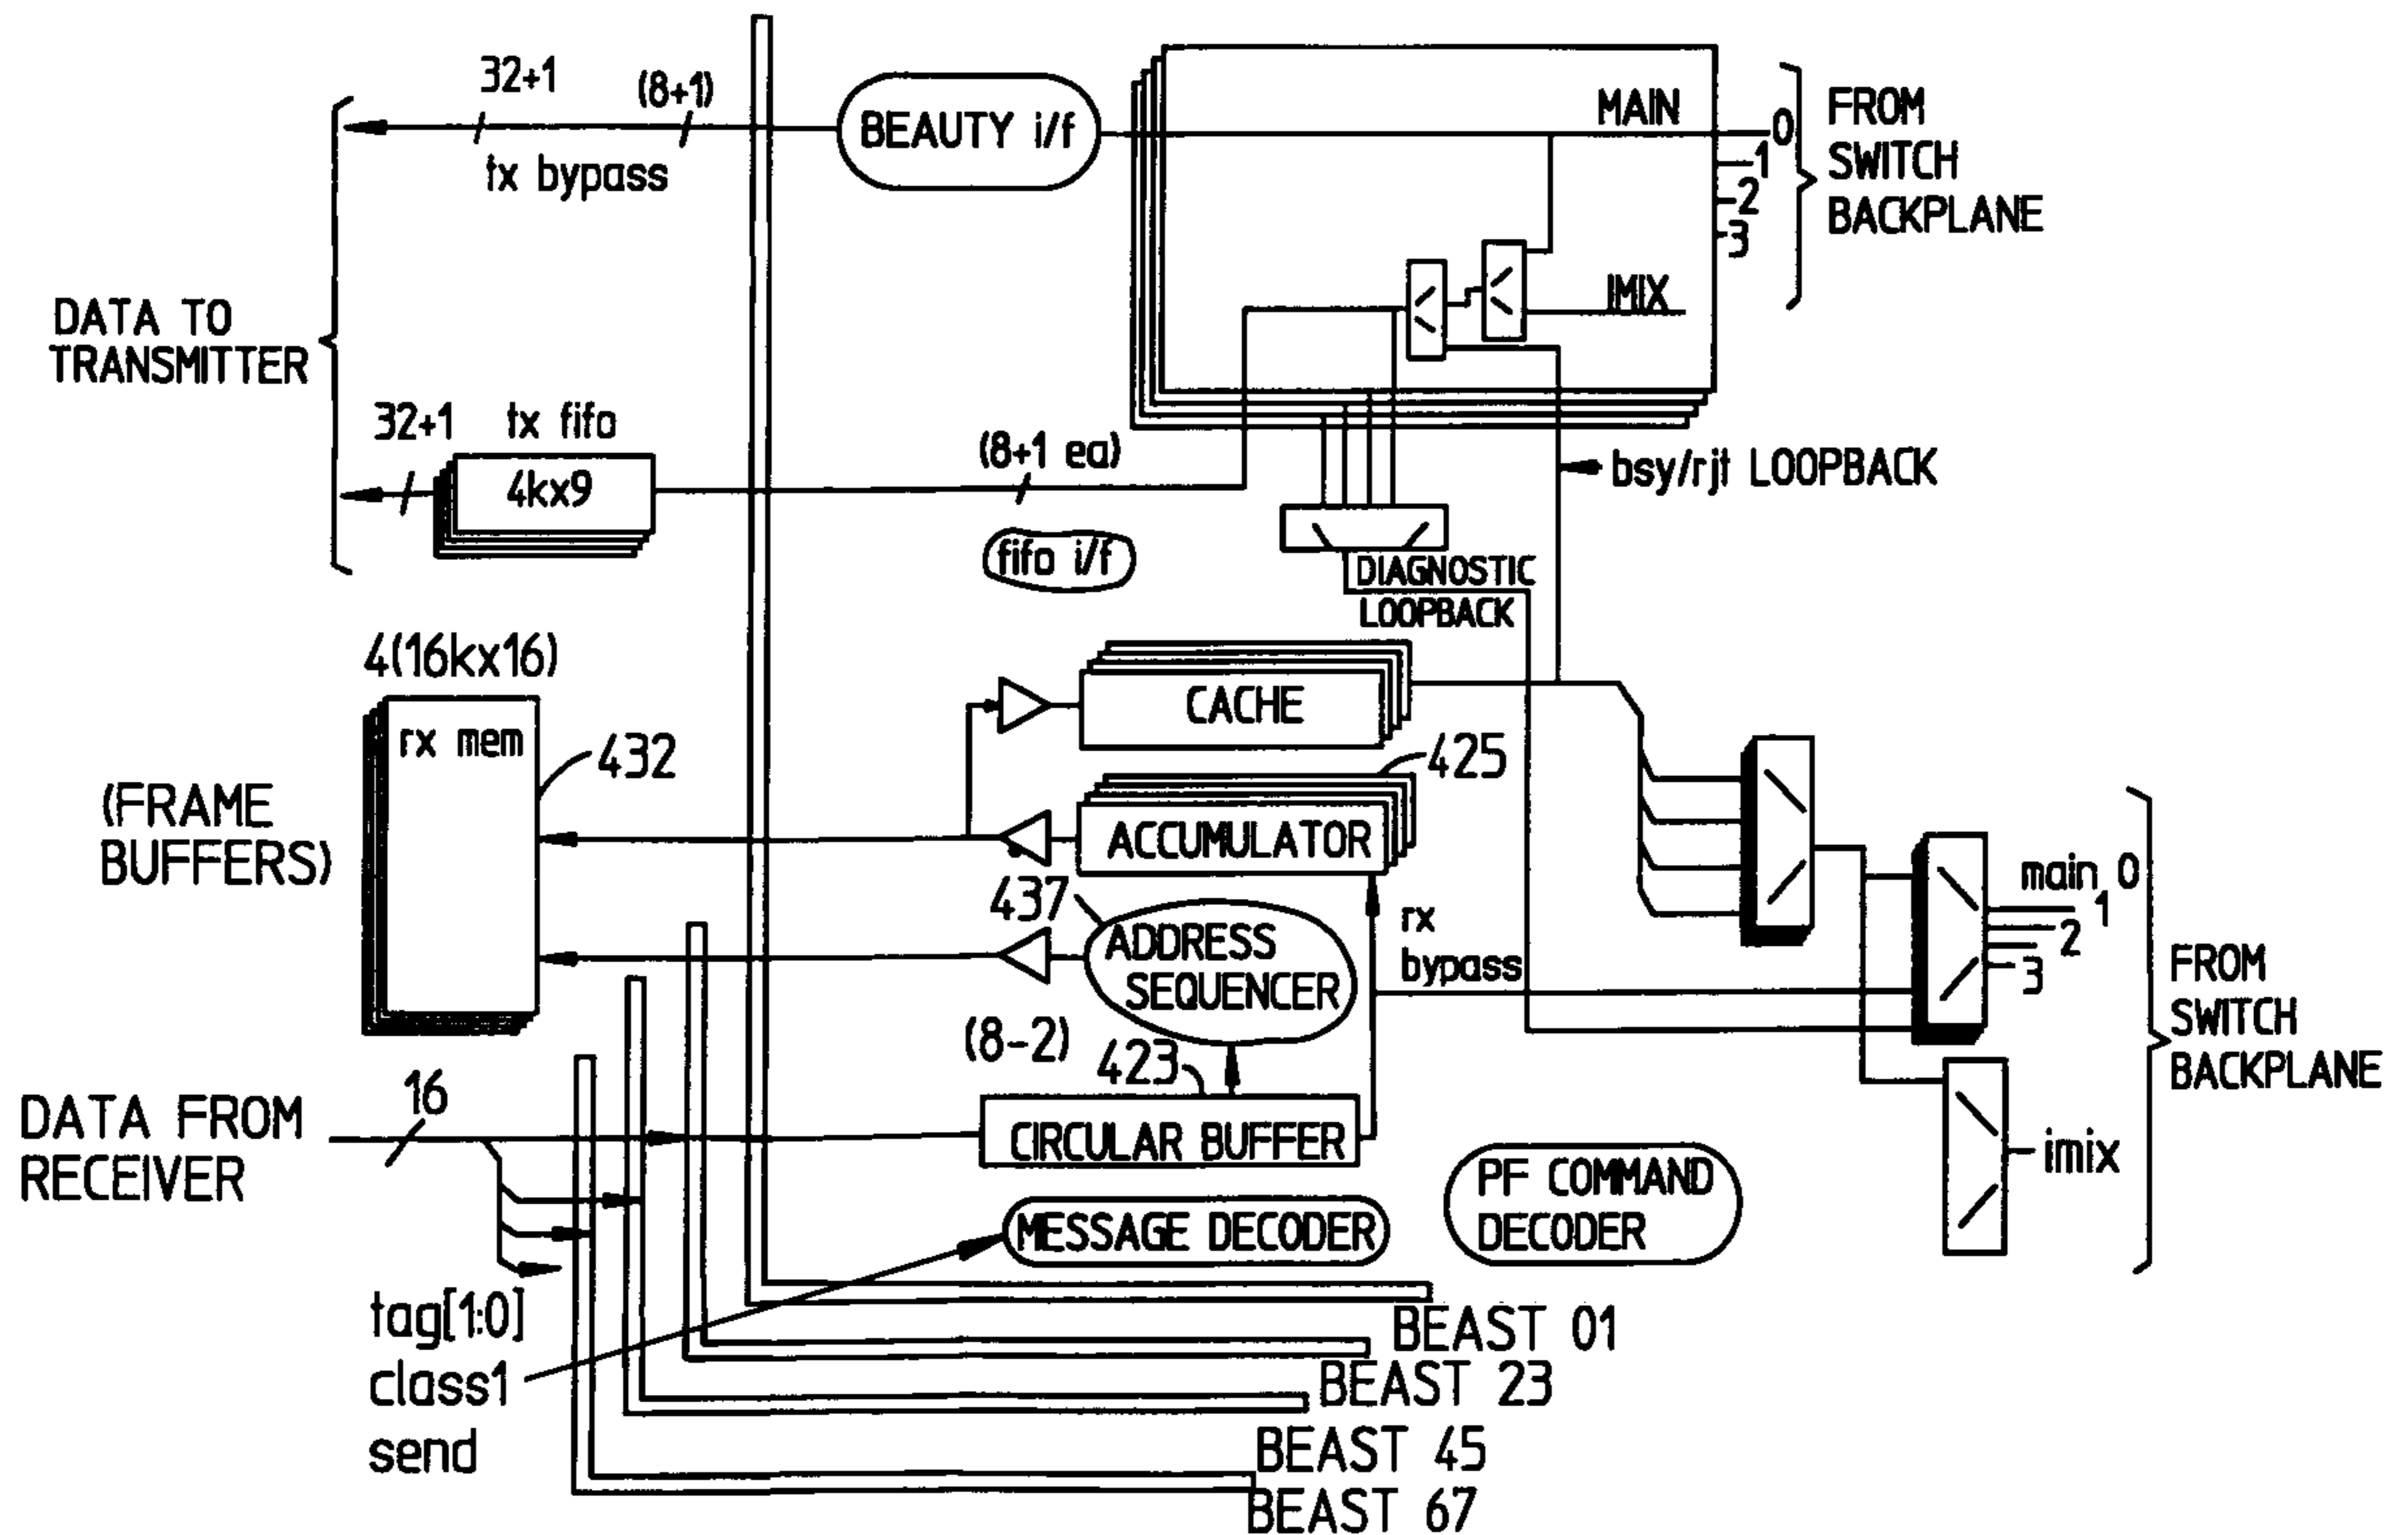 32+1
(8+1)
tx bypass
BEAUTY i/f
MAIN
0
1
2
3
FROM
SWITCH
BACKPLANE
IMIX
DATA TO
TRANSMITTER
32+1
tx fifo
4kx9
(8+1 ea)
bsy/rjt LOOPBACK
fifo i/f
DIAGNOSTIC
LOOPBACK
4(16kx16)
rx mem
432
CACHE
425
(FRAME
BUFFERS)
ACCUMULATOR
437
ADDRESS
SEQUENCER
rx
bypass
main 0
1
2
3
FROM
SWITCH
BACKPLANE
(8-2)
423
16
DATA FROM
RECEIVER
CIRCULAR BUFFER
imix
PF COMMAND
DECODER
MESSAGE DECODER
tag[1:0]
class1
send
BEAST 01
BEAST 23
BEAST 45
BEAST 67